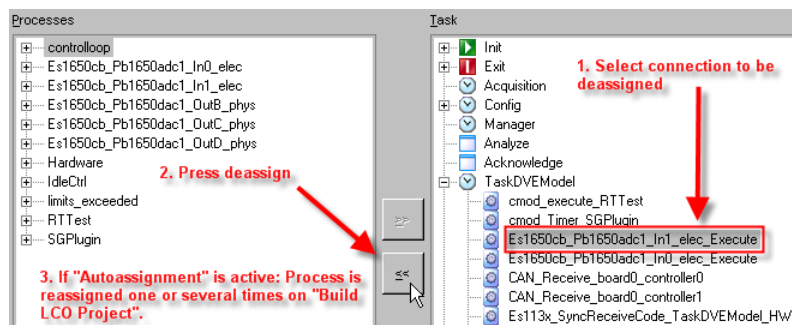 Processes
controlloop
Es1650cb_Pb1650adc1_In0_elec
Es1650cb_Pb1650adc1_In1_elec
Es1650cb_Pb1650dac1_OutB_phys
Es1650cb_Pb1650dac1_OutC_phys
Es1650cb_Pb1650dac1_OutD_phys
Hardware
IdleCtrl
limits_exceeded
RTTest
SGPlugin
2. Press deassign
3. If "Autoassignment" is active: Process is
reassigned one or several times on "Build
LCO Project".
>>
<<
Task
Init
Exit
Acquisition
Config
Manager
Analyze
Acknowledge
TaskDVEModel
cmod_execute_RTTest
cmod_Timer_SGPlugin
Es1650cb_Pb1650adc1_In1_elec_Execute
Es1650cb_Pb1650adc1_In0_elec_Execute
CAN_Receive_board0_controller0
CAN_Receive_board0_controller1
Es113x_SyncReceiveCode_TaskDVEModel_HW
1. Select connection to be
deassigned